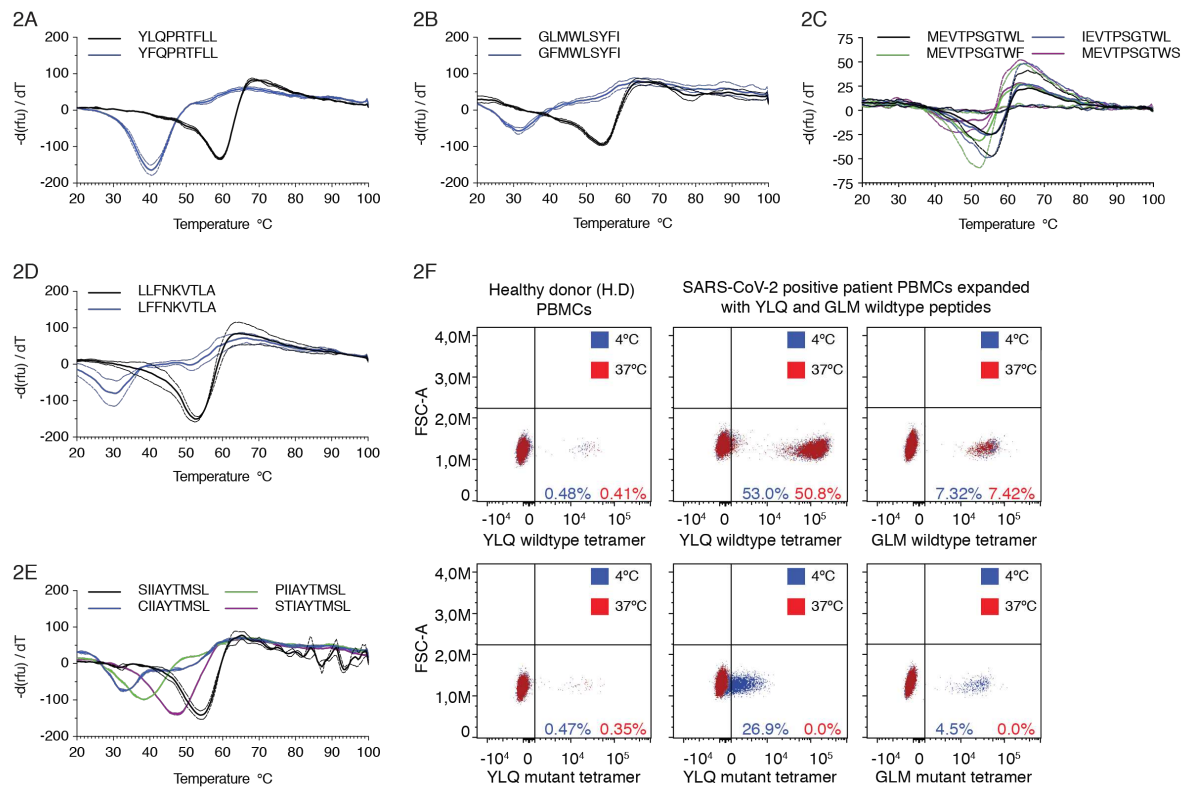 2A
YLQPRTFLL
YFQPRTFLL
200
100
0
-100
-200
-d(rfu) / dT
20 30 40 50 60 70 80 90 100
Temperature °C
2B
GLMWLSYFI
GFMWLSYFI
200
100
0
-100
-200
-d(rfu) / dT
20 30 40 50 60 70 80 90 100
Temperature °C
2C
MEVTPSGTWL IEVTPSGTWL
MEVTPSGTWF MEVTPSGTWS
75
50
25
0
-25
-50
-75
-d(rfu) / dT
20 30 40 50 60 70 80 90 100
Temperature °C
2D
LLFNKVTLA
LFFNKVTLA
200
100
0
-100
-200
-d(rfu) / dT
20 30 40 50 60 70 80 90 100
Temperature °C
2E
SIIAYTMSL PIIAYTMSL
CIIAYTMSL STIAYTMSL
200
100
0
-100
-200
-d(rfu) / dT
20 30 40 50 60 70 80 90 100
Temperature °C
2F
Healthy donor (H.D)
PBMCs
SARS-CoV-2 positive patient PBMCs expanded
with YLQ and GLM wildtype peptides
4,0M
3,0M
2,0M
1,0M
0
FSC-A
4ºC
37ºC
0.48% 0.41%
-10⁴ 0 10⁴ 10⁵
YLQ wildtype tetramer
FSC-A
4ºC
37ºC
53.0% 50.8%
-10⁴ 0 10⁴ 10⁵
YLQ wildtype tetramer
4ºC
37ºC
7.32% 7.42%
-10⁴ 0 10⁴ 10⁵
GLM wildtype tetramer
4,0M
3,0M
2,0M
1,0M
0
FSC-A
4ºC
37ºC
0.47% 0.35%
-10⁴ 0 10⁴ 10⁵
YLQ mutant tetramer
4ºC
37ºC
26.9% 0.0%
-10⁴ 0 10⁴ 10⁵
YLQ mutant tetramer
4ºC
37ºC
4.5% 0.0%
-10⁴ 0 10⁴ 10⁵
GLM mutant tetramer